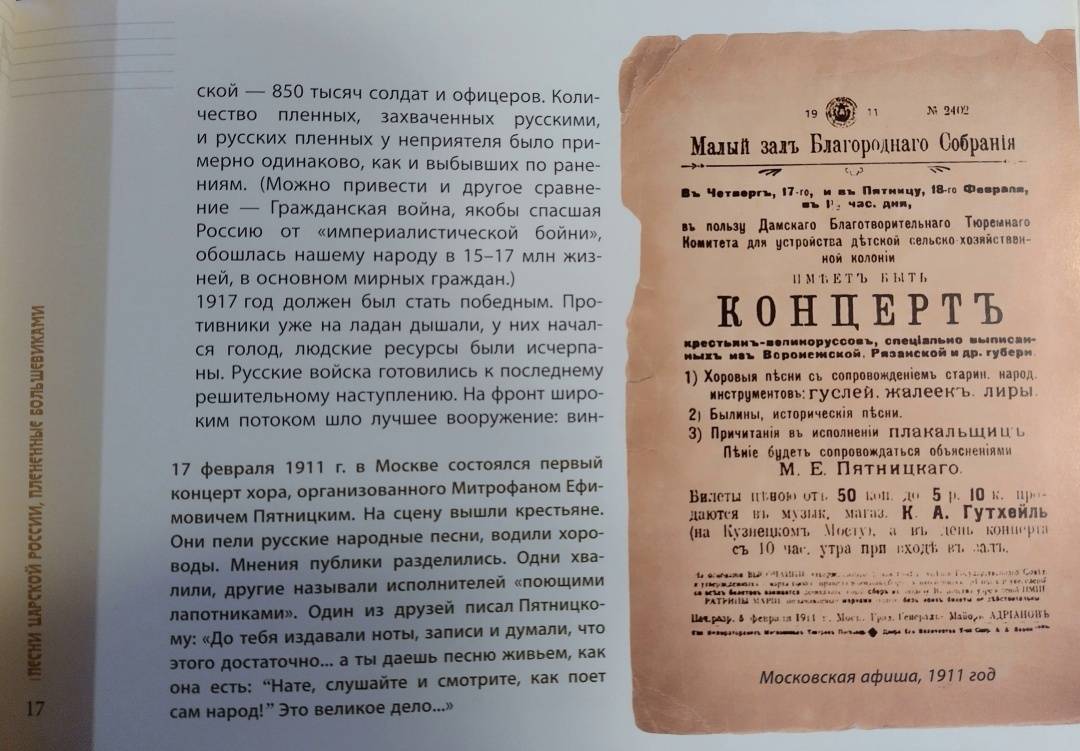 ской — 850 тысяч солдат и офицеров. Коли-
чество пленных, захваченных русскими,
и русских пленных у неприятеля было при-
мерно одинаково, как и выбывших по ране-
ниям. (Можно привести и другое сравне-
ние — Гражданская война, якобы спасшая
Россию от «империалистической бойни»,
обошлась нашему народу в 15–17 млн жиз-
ней, в основном мирных граждан.)
1917 год должен был стать победным. Про-
тивники уже на ладан дышали, у них начал-
ся голод, людские ресурсы были исчерпа-
ны. Русские войска готовились к последнему
решительному наступлению. На фронт широ-
ким потоком шло лучшее вооружение: вин-
17 февраля 1911 г. в Москве состоялся первый
концерт хора, организованного Митрофаном Ефи-
мовичем Пятницким. На сцену вышли крестьяне.
Они пели русские народные песни, водили хоро-
воды. Мнения публики разделились. Одни хва-
лили, другие называли исполнителей «поющими
лапотниками». Один из друзей писал Пятницко-
му: «До тебя издавали ноты, записи и думали, что
этого достаточно... а ты даешь песню живьем, как
она есть: “Нате, слушайте и смотрите, как поет
сам народ!” Это великое дело...»
ПЕСНИ ЦАРСКОЙ РОССИИ, ПЛЕНЕННЫЕ БОЛЬШЕВИКАМИ
17
19 11 № 2402
Малый залъ Благороднаго Собранія
Въ Четвергъ, 17-го, и въ Пятницу, 18-го Февраля,
въ час. дня,
въ пользу Дамскаго Благотворительнаго Тюремнаго
Комитета для устройства дѣтской сельско-хозяйствен-
ной колоніи
ИМѢЕТЪ БЫТЬ
КОНЦЕРТЪ
крестьянъ-великоруссовъ, спеціально выписан-
ныхъ изъ Воронежской, Рязанской и др. губерн.
1) Хоровыя пѣсни съ сопровожденіемъ старин. народ.
инструментовъ: гуслей, жалеекъ, лиры.
2) Былины, историческія пѣсни.
3) Причитанія въ исполненіи плакальщицъ
Пѣніе будетъ сопровождаться объясненіями
М. Е. Пятницкаго.
Билеты цѣною отъ 50 коп. до 5 р. 10 к. про-
даются въ музык. магаз. К. А. Гутхейль
(на Кузнецкомъ Мосту), а въ день концерта
съ 10 час. утра при входѣ въ залъ.
Нач. разр. 5 февраля 1911 г. Моск. Град. Генералъ-Майоръ АДРІАНОВЪ
Московская афиша, 1911 год